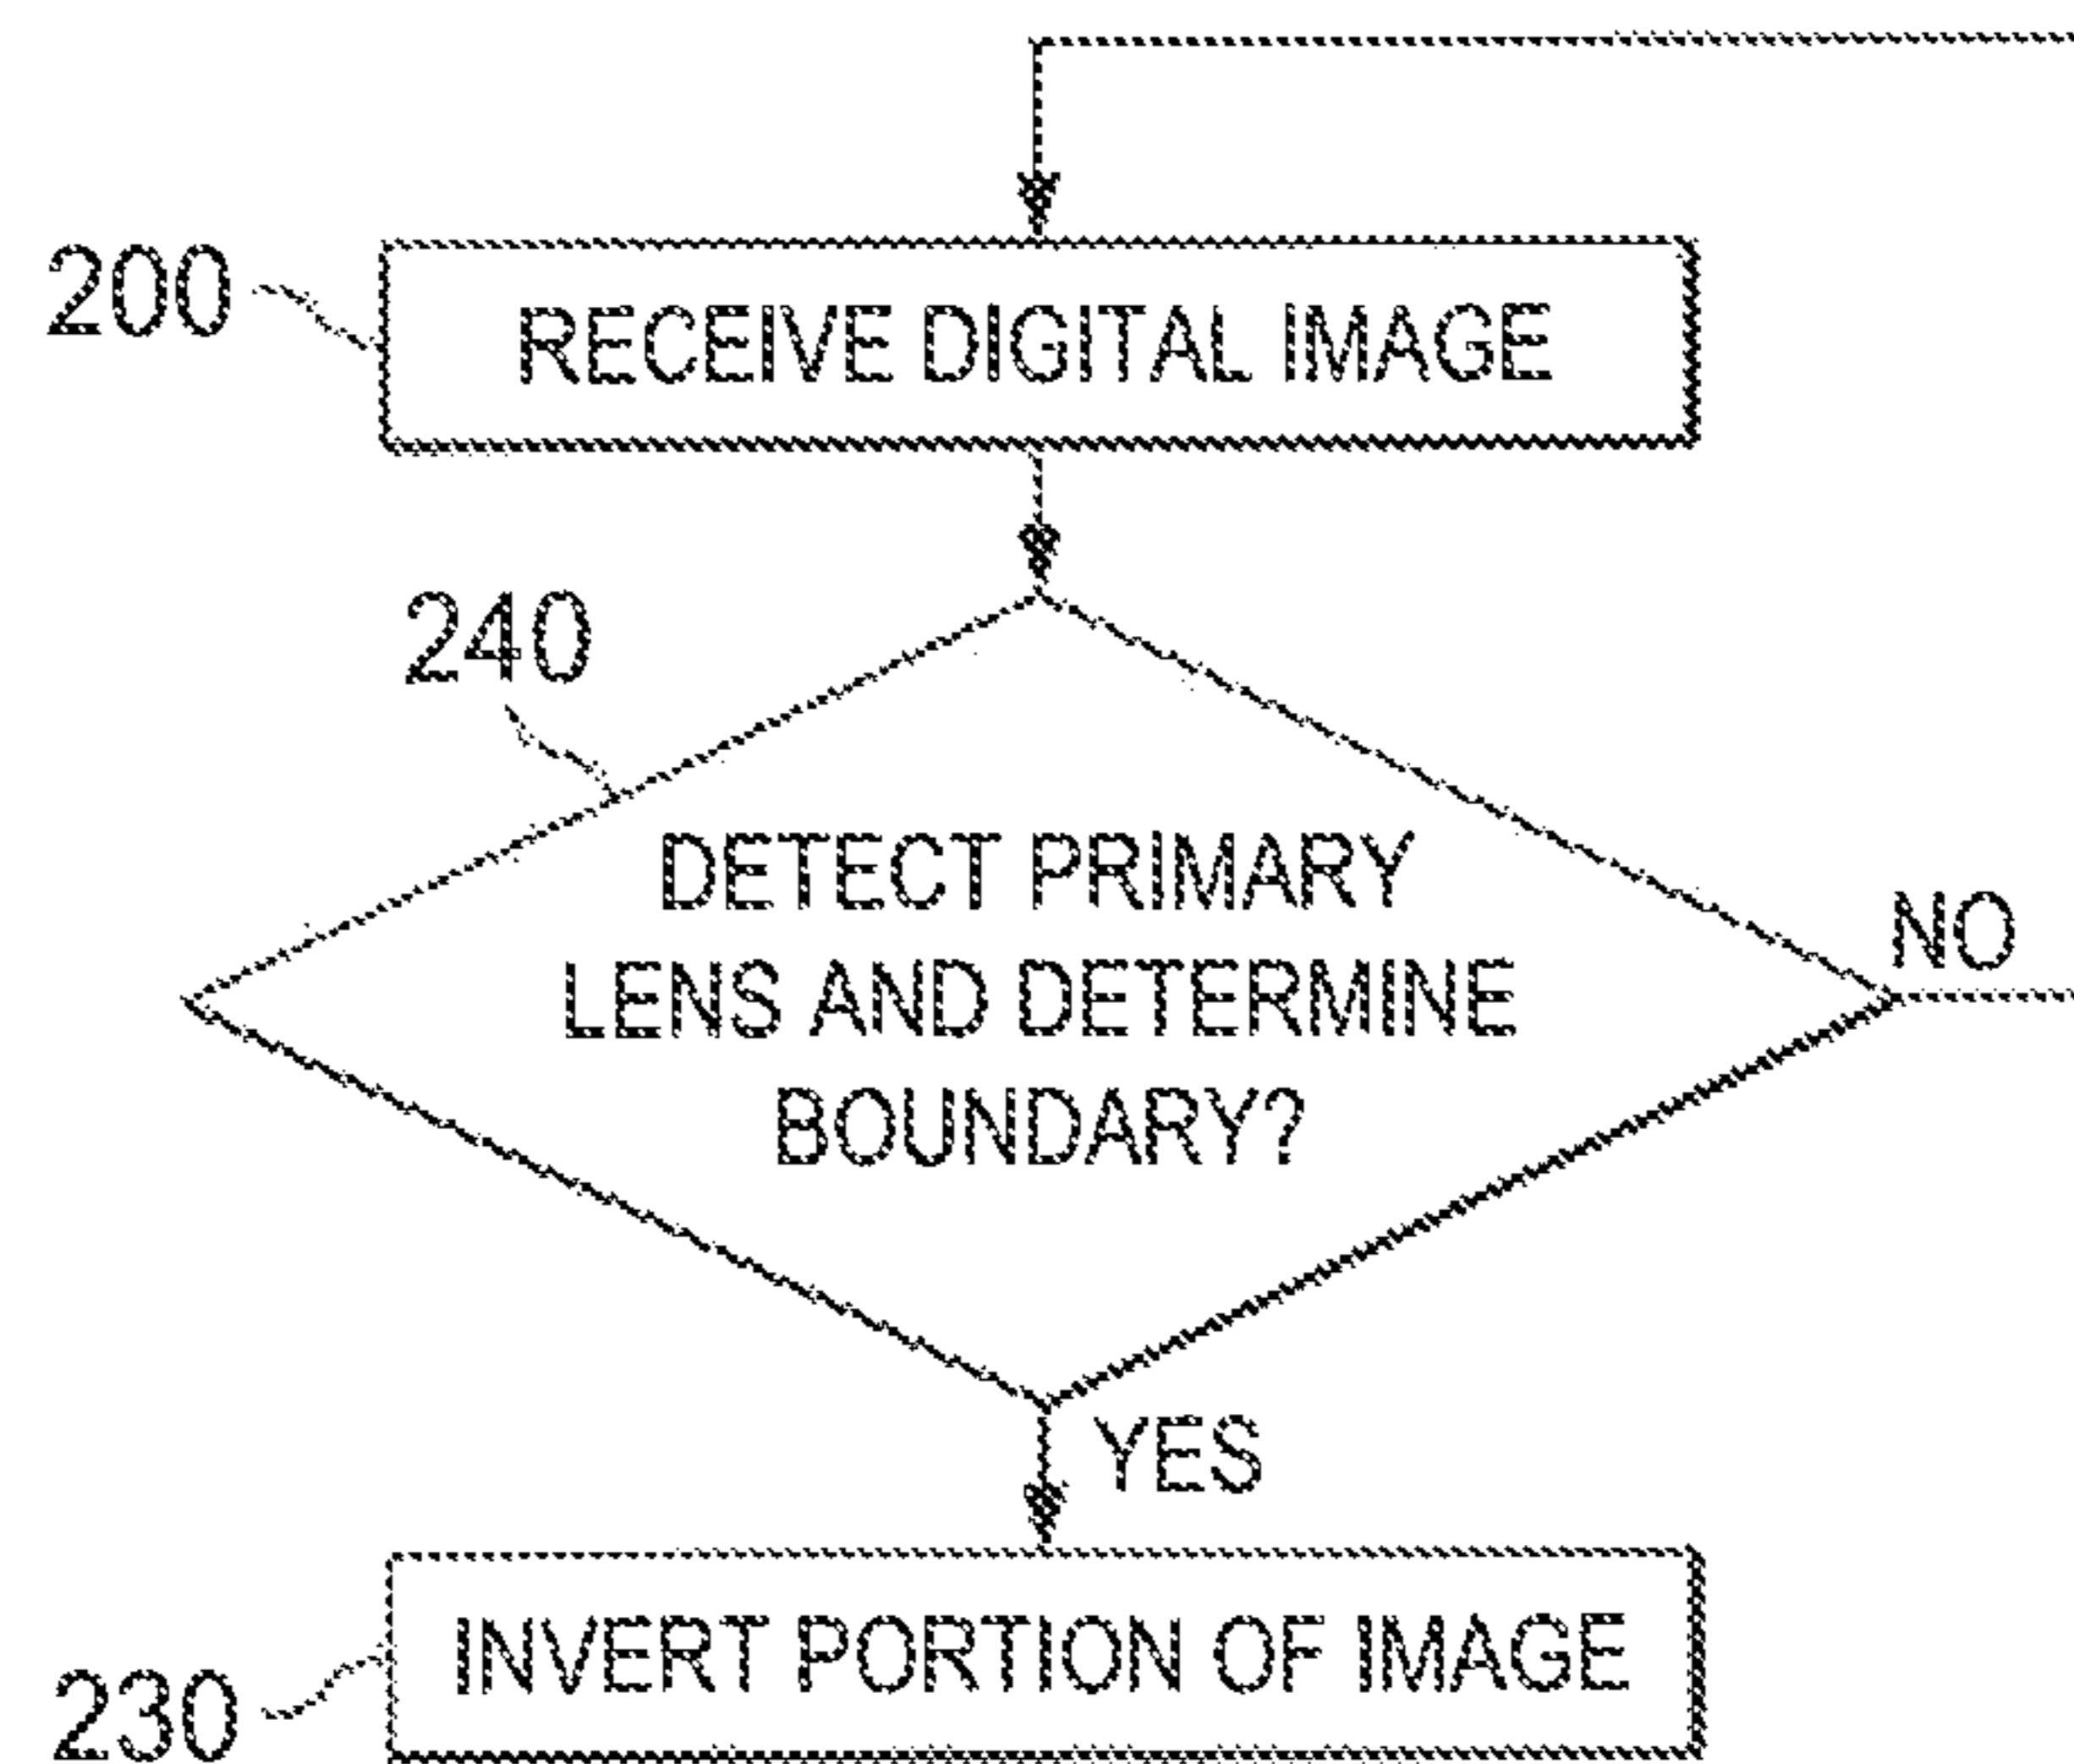 200
RECEIVE DIGITAL IMAGE
240
DETECT PRIMARY
LENS AND DETERMINE
BOUNDARY?
NO
YES
INVERT PORTION OF IMAGE
230